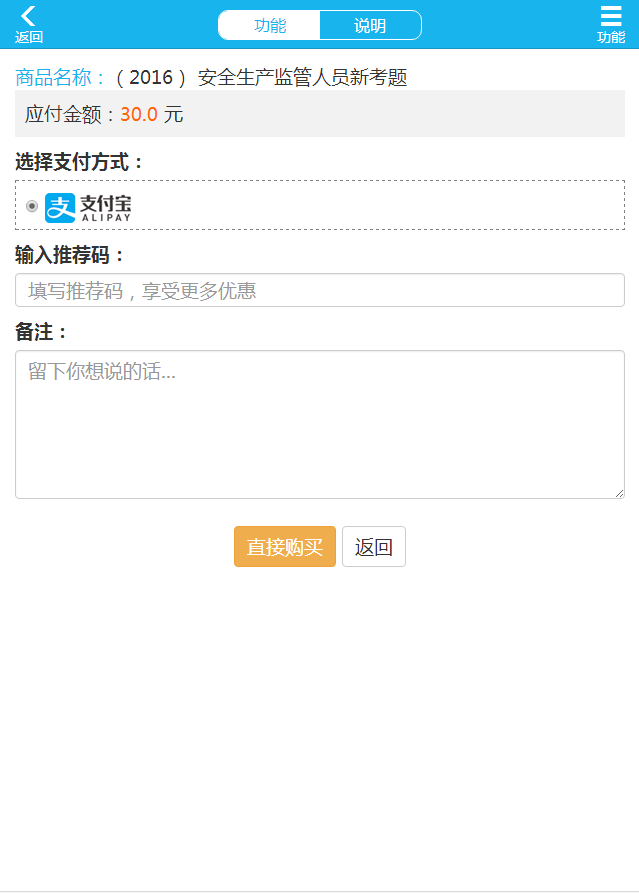 返回
功能 说明
功能
商品名称：（ 2016 ） 安全生产监管人员新考题
应付金额：30.0 元
选择支付方式：
支 支付宝
ALIPAY
输入推荐码：
填写推荐码，享受更多优惠
备注：
留下你想说的话...
直接购买 返回